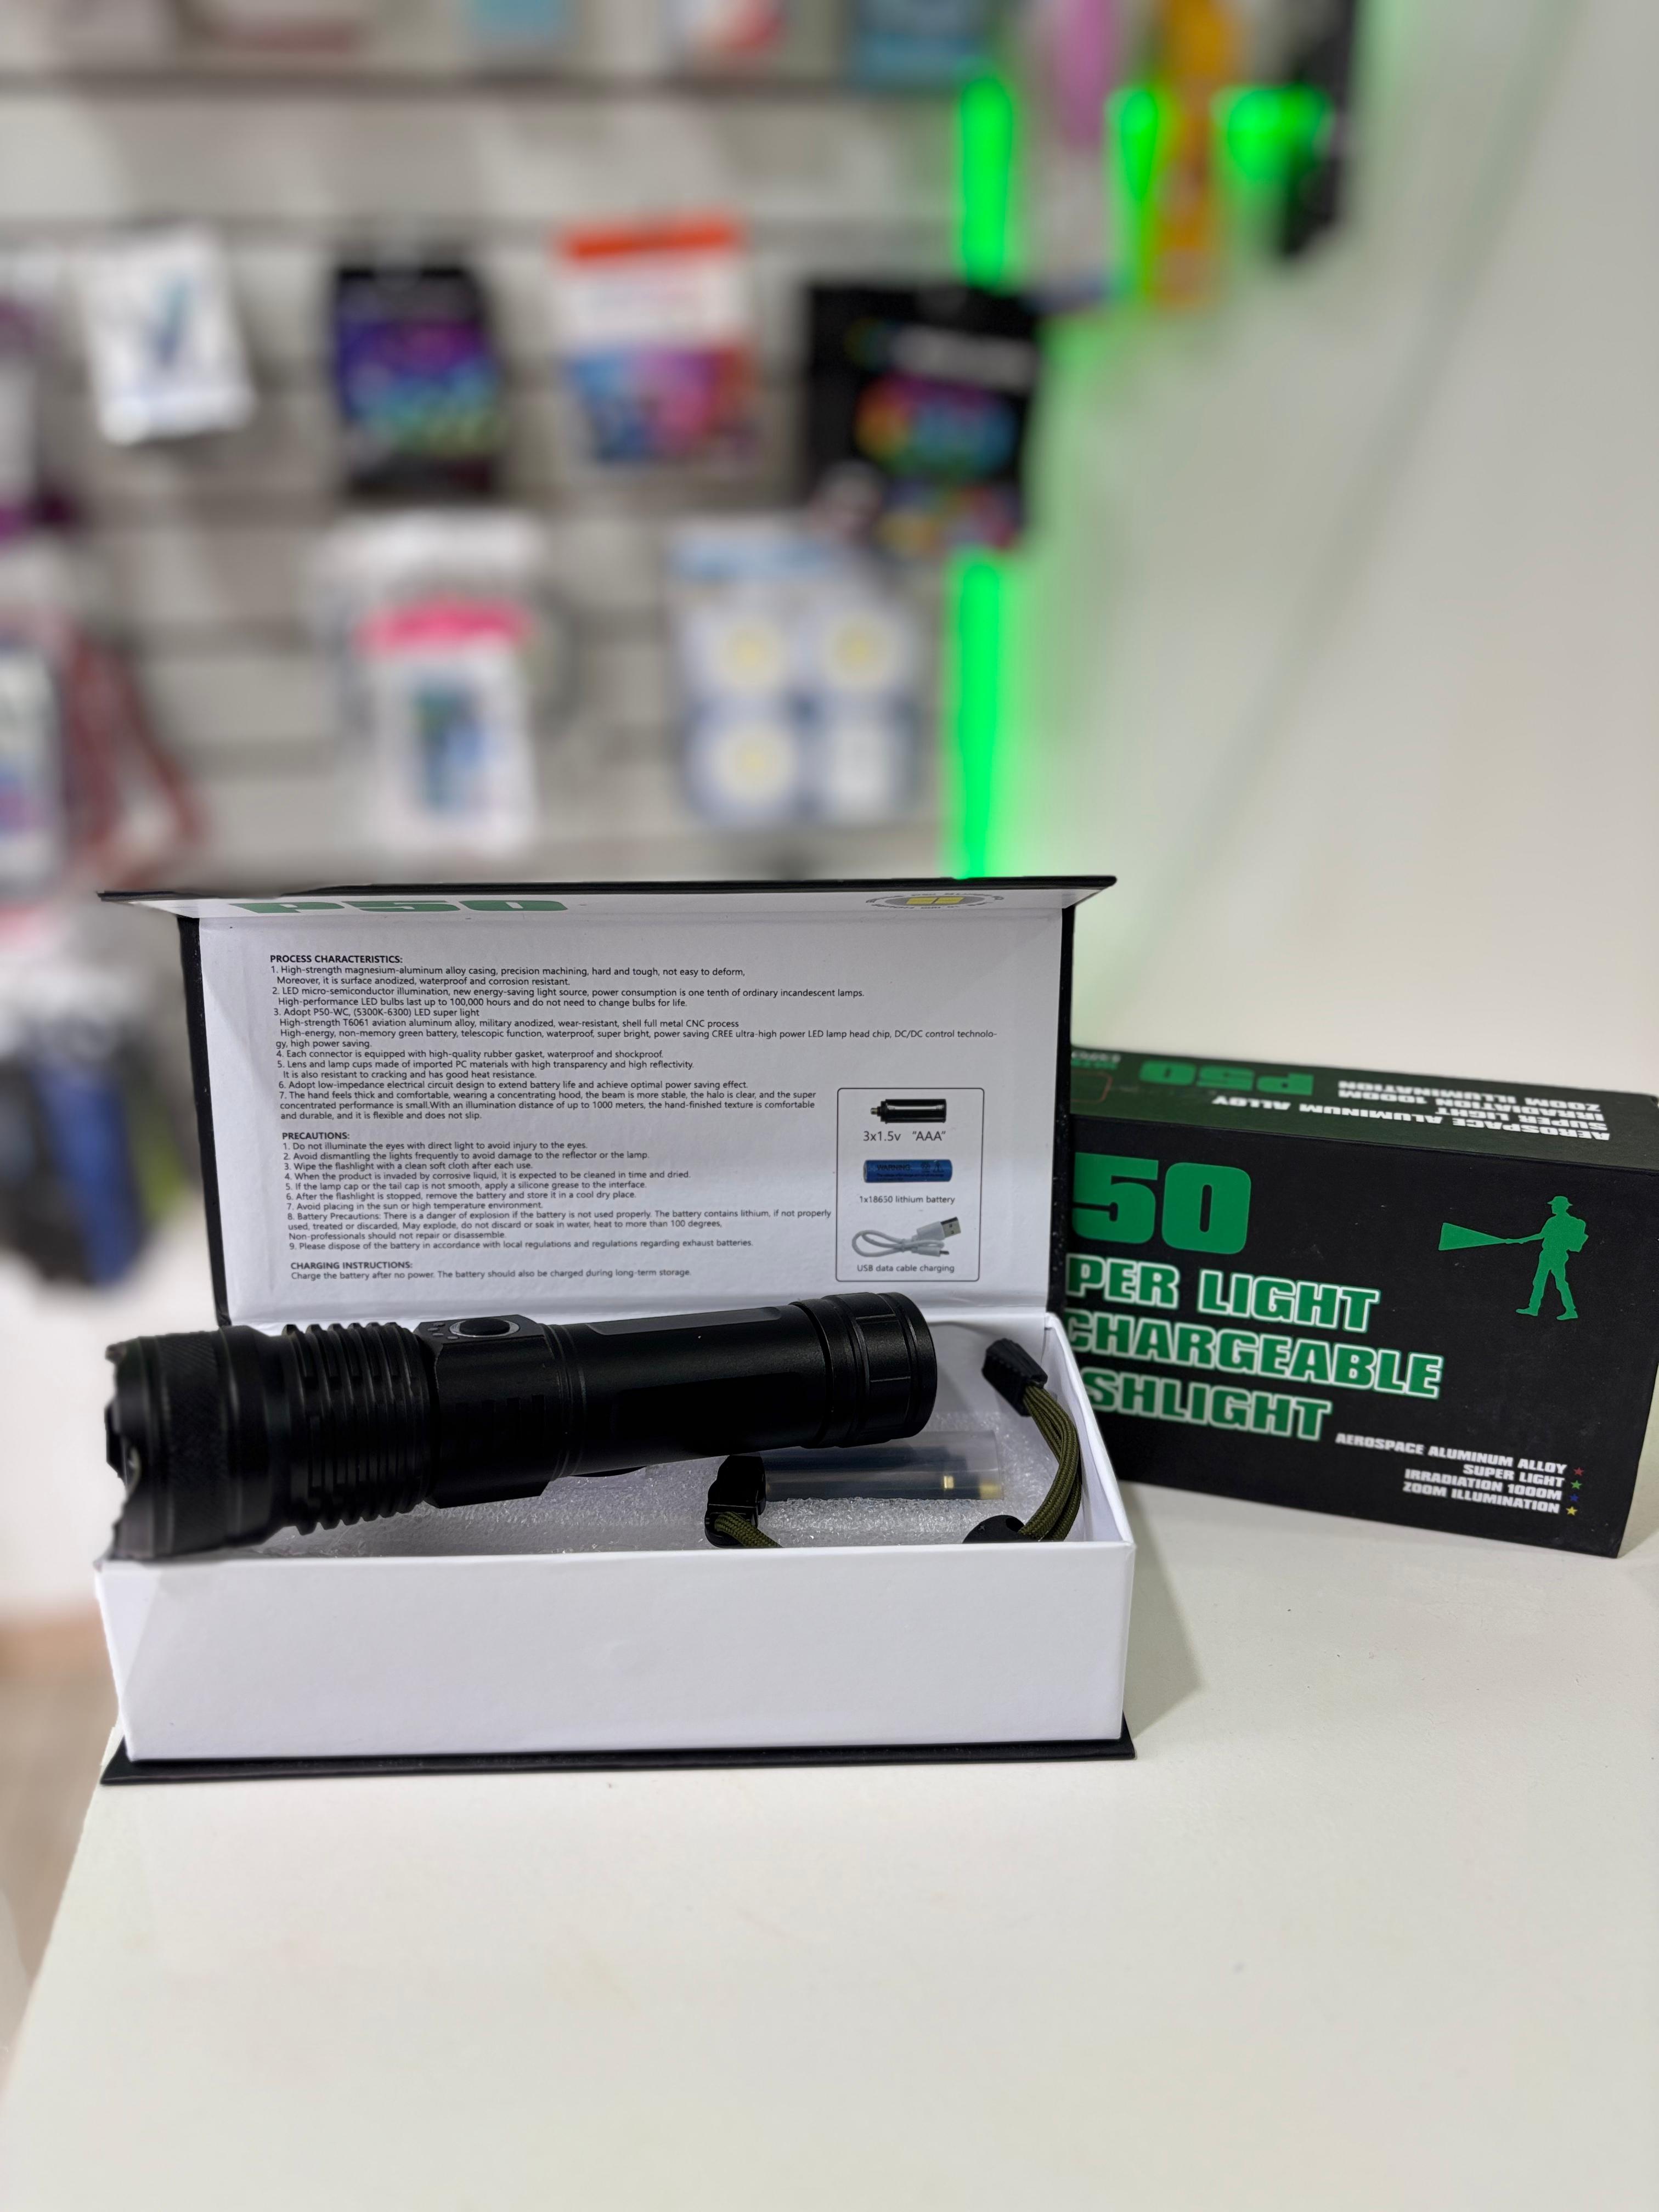 P50
PROCESS CHARACTERISTICS:
1. High-strength magnesium-aluminum alloy casing, precision machining, hard and tough, not easy to deform,
Moreover, it is surface anodized, waterproof and corrosion resistant.
2. LED micro-semiconductor illumination, new energy-saving light source, power consumption is one tenth of ordinary incandescent lamps.
High-performance LED bulbs last up to 100,000 hours and do not need to change bulbs for life.
3. Adopt P50-WC, (5300K-6300) LED super light
High-strength T6061 aviation aluminum alloy, military anodized, wear-resistant, shell full metal CNC process
High-energy, non-memory green battery, telescopic function, waterproof, super bright, power saving CREE ultra-high power LED lamp head chip, DC/DC control technolo-
gy, high power saving.
4. Each connector is equipped with high-quality rubber gasket, waterproof and shockproof.
5. Lens and lamp cups made of imported PC materials with high transparency and high reflectivity.
It is also resistant to cracking and has good heat resistance.
6. Adopt low-impedance electrical circuit design to extend battery life and achieve optimal power saving effect.
7. The hand feels thick and comfortable, wearing a concentrating hood, the beam is more stable, the halo is clear, and the super
concentrated performance is small.With an illumination distance of up to 1000 meters, the hand-finished texture is comfortable
and durable, and it is flexible and does not slip.
PRECAUTIONS:
1. Do not illuminate the eyes with direct light to avoid injury to the eyes.
2. Avoid dismantling the lights frequently to avoid damage to the reflector or the lamp.
3. Wipe the flashlight with a clean soft cloth after each use.
4. When the product is invaded by corrosive liquid, it is expected to be cleaned in time and dried.
5. If the lamp cap or the tail cap is not smooth, apply a silicone grease to the interface.
6. After the flashlight is stopped, remove the battery and store it in a cool dry place.
7. Avoid placing in the sun or high temperature environment.
8. Battery Precautions: There is a danger of explosion if the battery is not used properly. The battery contains lithium, if not properly
used, treated or discarded, May explode, do not discard or soak in water, heat to more than 100 degrees,
Non-professionals should not repair or disassemble.
9. Please dispose of the battery in accordance with local regulations and regulations regarding exhaust batteries.
CHARGING INSTRUCTIONS:
Charge the battery after no power. The battery should also be charged during long-term storage.
3x1.5v "AAA"
1x18650 lithium battery
USB data cable charging
P50
AEROSPACE ALUMINUM ALLOY
SUPER LIGHT
IRRADIATION 1000M
ZOOM ILLUMINATION
50
PER LIGHT
CHARGEABLE
SHLIGHT
AEROSPACE ALUMINUM ALLOY
SUPER LIGHT
IRRADIATION 1000M
ZOOM ILLUMINATION